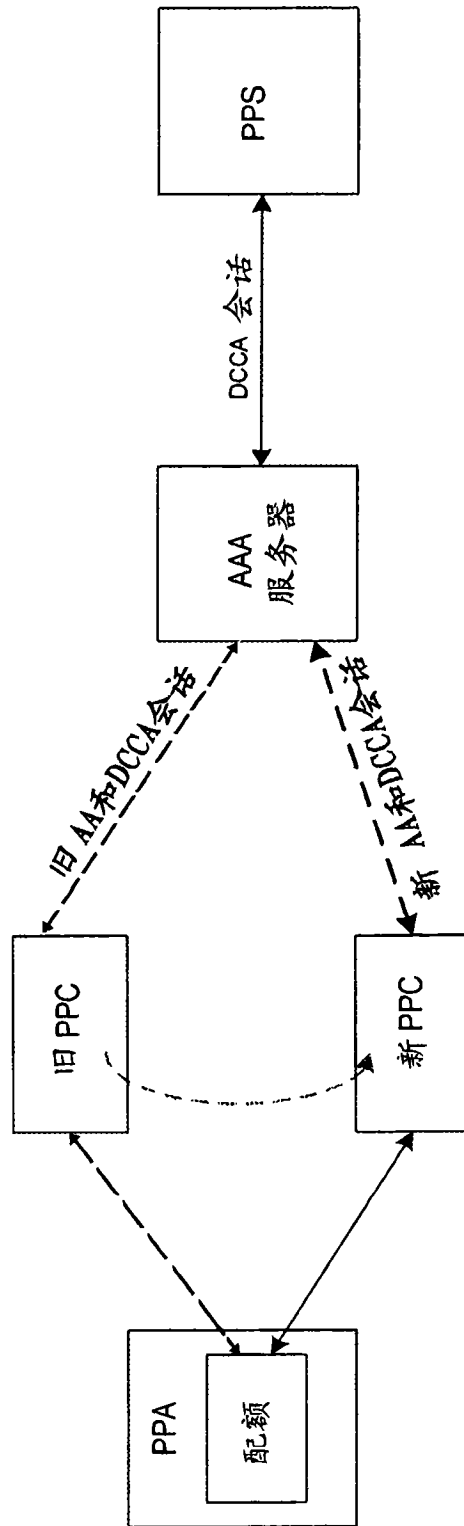 PPA
配额
旧 PPC
新 PPC
旧 AA和DCCA会话
新 AA和DCCA会话
AAA
服务器
DCCA 会话
PPS